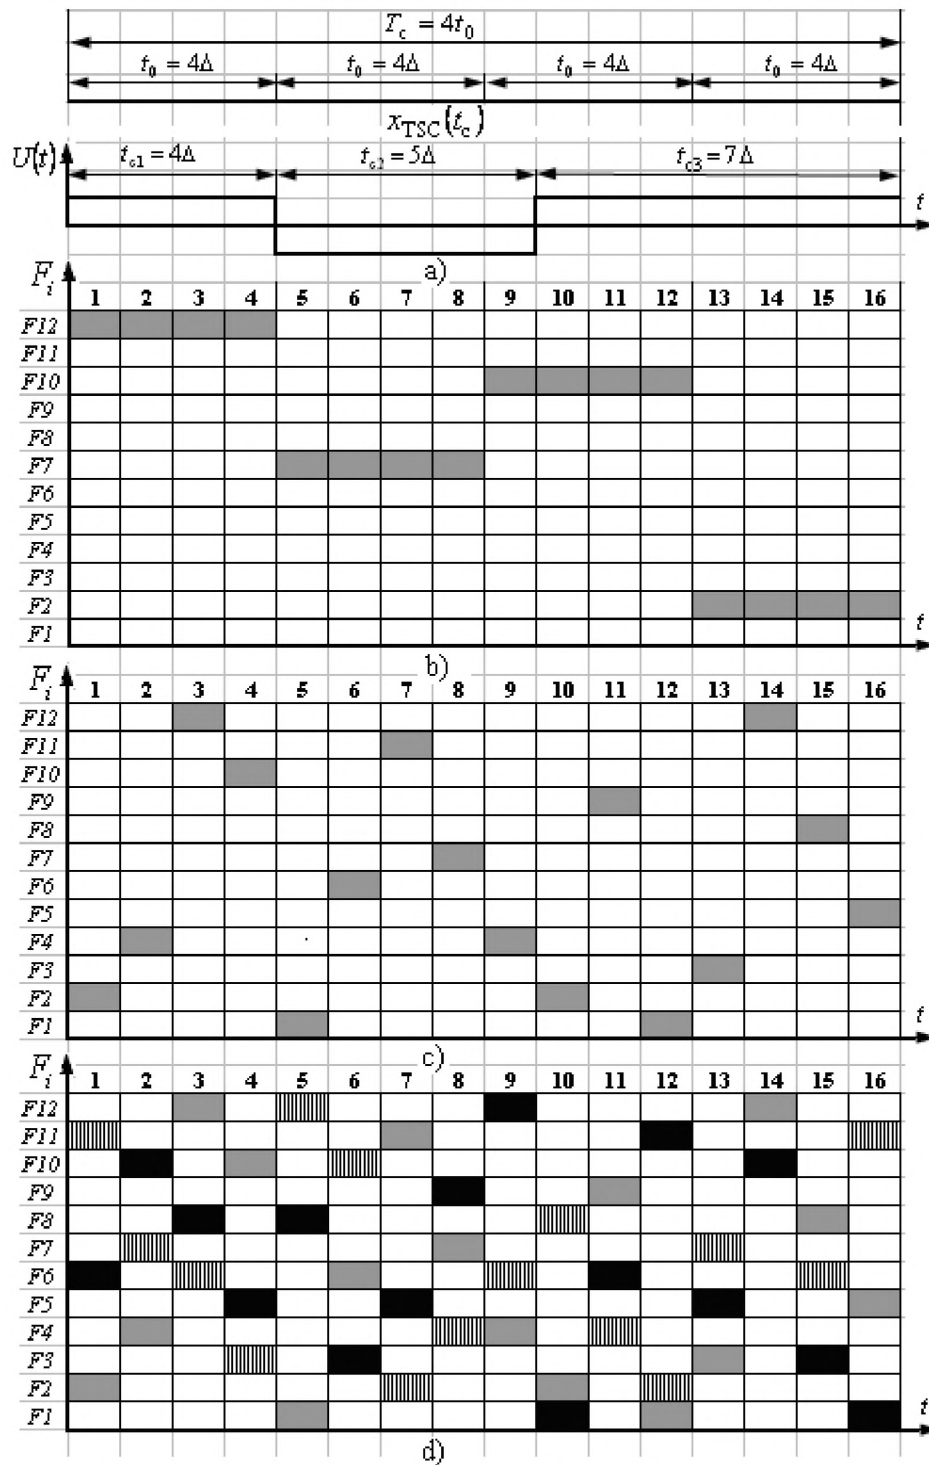 T_c = 4t_0
t_0 = 4Δ t_0 = 4Δ t_0 = 4Δ t_0 = 4Δ
x_TSC(t_c)
U(t) t_c1 = 4Δ t_c2 = 5Δ t_c3 = 7Δ
t
a)
F_i
1 2 3 4 5 6 7 8 9 10 11 12 13 14 15 16
F12
F11
F10
F9
F8
F7
F6
F5
F4
F3
F2
F1 t
b)
F_i
1 2 3 4 5 6 7 8 9 10 11 12 13 14 15 16
F12
F11
F10
F9
F8
F7
F6
F5
F4
F3
F2
F1 t
c)
F_i
1 2 3 4 5 6 7 8 9 10 11 12 13 14 15 16
F12
F11
F10
F9
F8
F7
F6
F5
F4
F3
F2
F1 t
d)